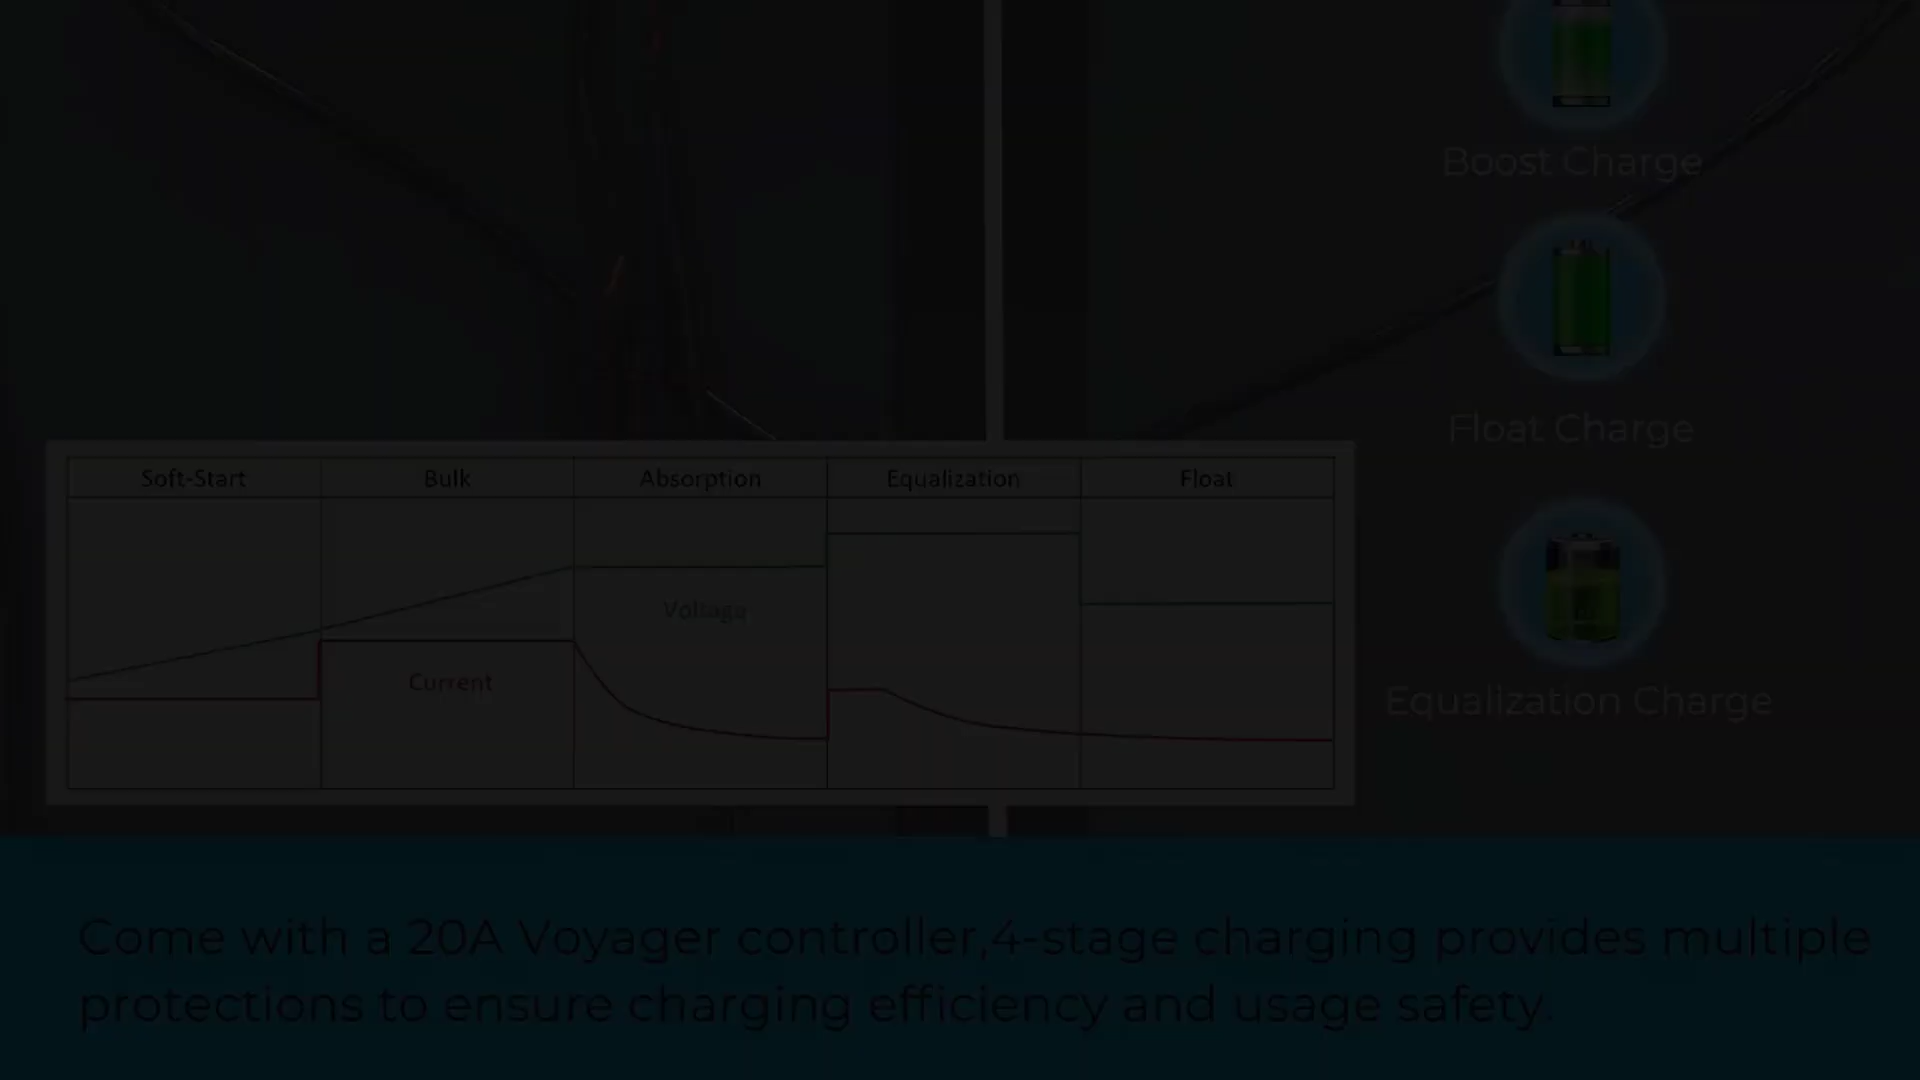 Boost Charge
Float Charge
Soft-Start Bulk Absorption Equalization Float
Voltage
Current
Equalization Charge
Come with a 20A Voyager controller,4-stage charging provides multiple
protections to ensure charging efficiency and usage safety.